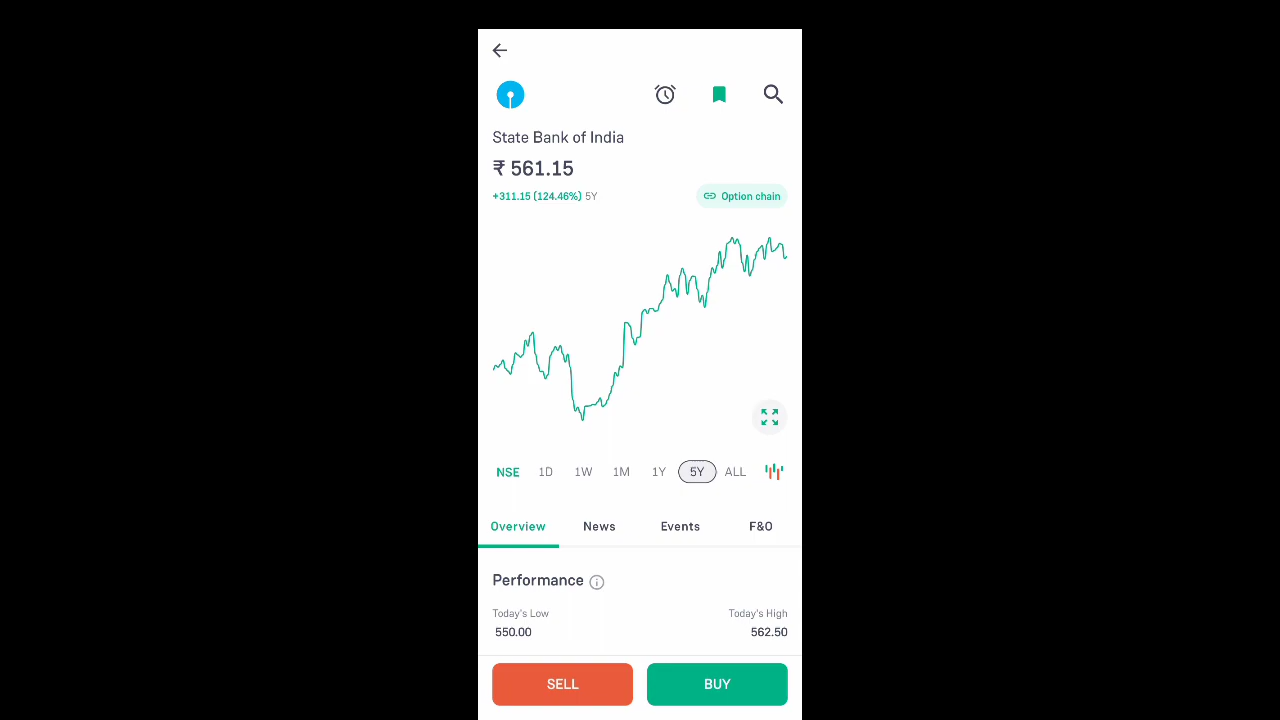 State Bank of India
₹ 561.15
+311.15 (124.46%) 5Y
Option chain
NSE 1D 1W 1M 1Y 5Y ALL
Overview News Events F&O
Performance
Today's Low Today's High
550.00 562.50
SELL BUY